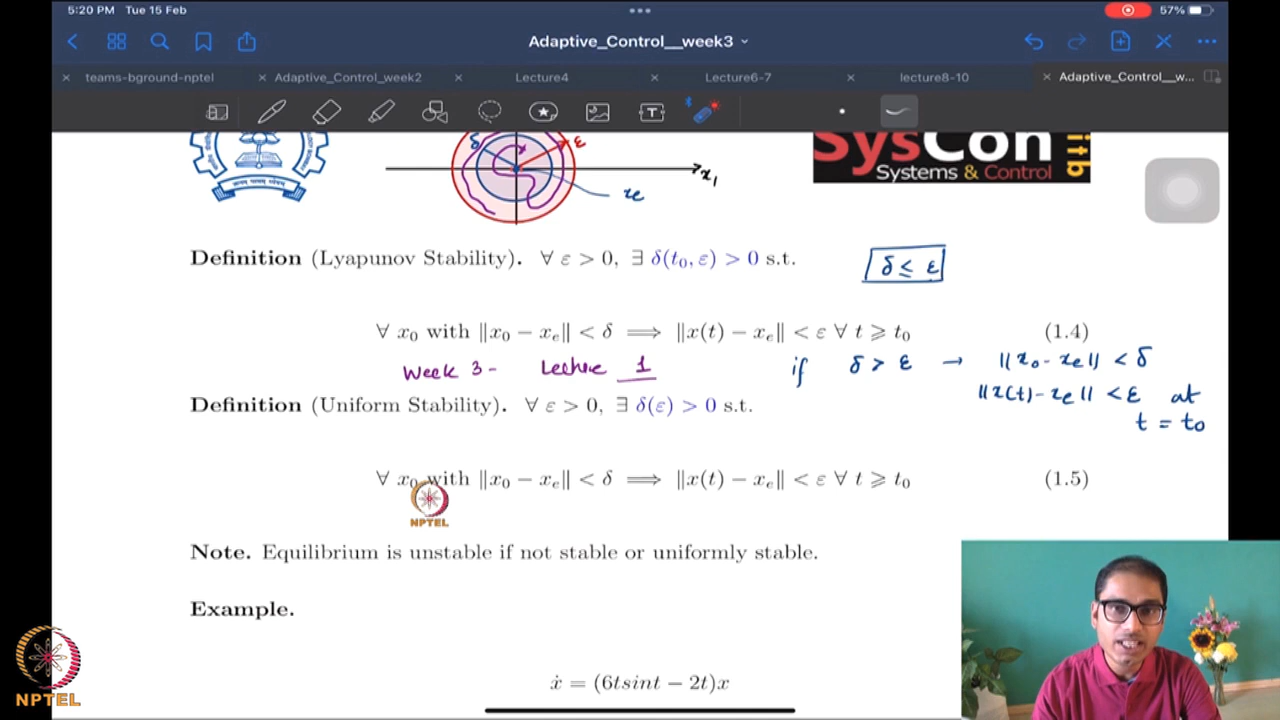 5:20 PM Tue 15 Feb 57%
Adaptive_Control__week3
teams-bground-nptel Adaptive_Control_week2 Lecture4 Lecture6-7 lecture8-10 Adaptive_Control__w...
δ ε
x₁
xe
SysCon iitb
Systems & Control
Definition (Lyapunov Stability). ∀ ε > 0, ∃ δ(t₀, ε) > 0 s.t.
δ ≤ ε
∀ x₀ with ‖x₀ − xₑ‖ < δ ⟹ ‖x(t) − xₑ‖ < ε ∀ t ⩾ t₀ (1.4)
Week 3 - Lecture 1
if δ > ε → ‖x₀ - xe‖ < δ
‖x(t) - xe‖ < ε at
t = t₀
Definition (Uniform Stability). ∀ ε > 0, ∃ δ(ε) > 0 s.t.
∀ x₀ with ‖x₀ − xₑ‖ < δ ⟹ ‖x(t) − xₑ‖ < ε ∀ t ⩾ t₀ (1.5)
NPTEL
Note. Equilibrium is unstable if not stable or uniformly stable.
Example.
ẋ = (6tsint − 2t)x
NPTEL